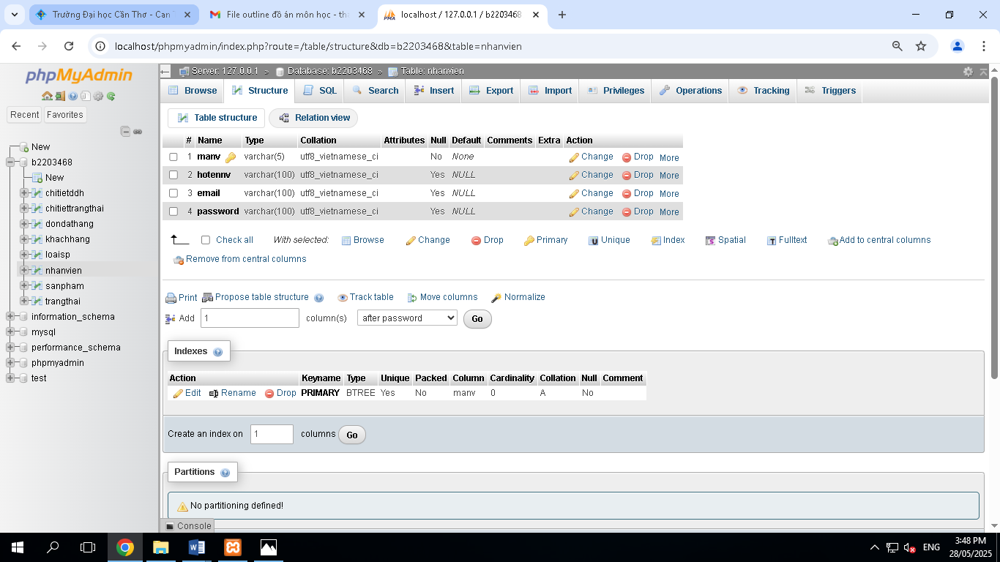 Trường Đại học Cần Thơ - Can T
File outline đồ án môn học - thơ
localhost / 127.0.0.1 / b2203468
localhost/phpmyadmin/index.php?route=/table/structure&db=b2203468&table=nhanvien
phpMyAdmin
Recent Favorites
New
b2203468
New
chitietddh
chitiettrangthai
dondathang
khachhang
loaisp
nhanvien
sanpham
trangthai
information_schema
mysql
performance_schema
phpmyadmin
test
Server: 127.0.0.1 » Database: b2203468 » Table: nhanvien
Browse Structure SQL Search Insert Export Import Privileges Operations Tracking Triggers
Table structure Relation view
# Name Type Collation Attributes Null Default Comments Extra Action
1 manv varchar(5) utf8_vietnamese_ci No None Change Drop More
2 hotennv varchar(100) utf8_vietnamese_ci Yes NULL Change Drop More
3 email varchar(100) utf8_vietnamese_ci Yes NULL Change Drop More
4 password varchar(100) utf8_vietnamese_ci Yes NULL Change Drop More
Check all With selected: Browse Change Drop Primary Unique Index Spatial Fulltext Add to central columns
Remove from central columns
Print Propose table structure Track table Move columns Normalize
Add 1 column(s) after password Go
Indexes
Action Keyname Type Unique Packed Column Cardinality Collation Null Comment
Edit Rename Drop PRIMARY BTREE Yes No manv 0 A No
Create an index on 1 columns Go
Partitions
No partitioning defined!
Console
ENG
3:48 PM
28/05/2025